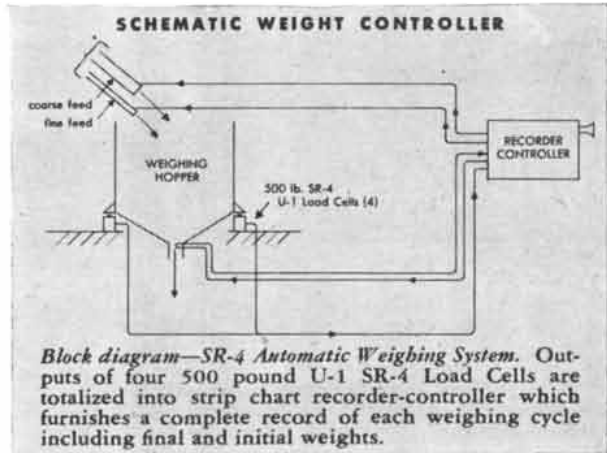 SCHEMATIC WEIGHT CONTROLLER
coarse feed
fine feed
WEIGHING
HOPPER
RECORDER
CONTROLLER
500 lb. SR-4
U-1 Load Cells (4)
Block diagram—SR-4 Automatic Weighing System. Out-
puts of four 500 pound U-1 SR-4 Load Cells are
totalized into strip chart recorder-controller which
furnishes a complete record of each weighing cycle
including final and initial weights.